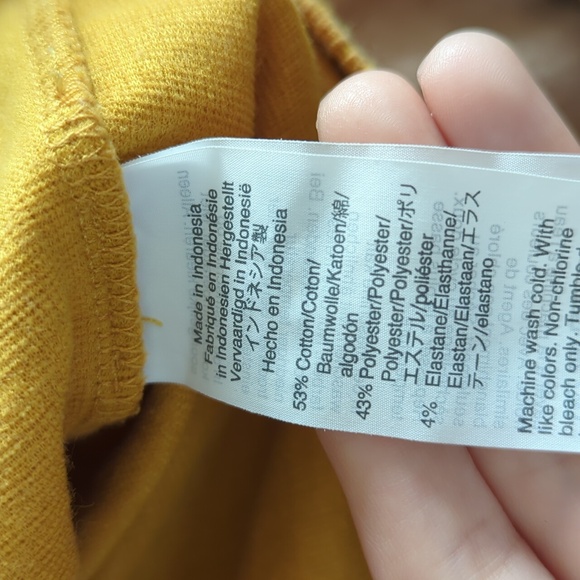 Made in Indonesia
Fabriqué en Indonésie
in Indonesien Hergestellt
Vervaardigd in Indonesië
インドネシア製
Hecho en Indonesia
53% Cotton/Coton/
Baumwolle/Katoen/綿/
algodón
43% Polyester/Polyester/
Polyester/Polyester/ポリ
エステル/poliéster
4% Elastane/Elasthanne/
Elastan/Elastaan/エラス
テーン/elastano
Machine wash cold. With
like colors. Nonchlorine
bleach only. Tumble